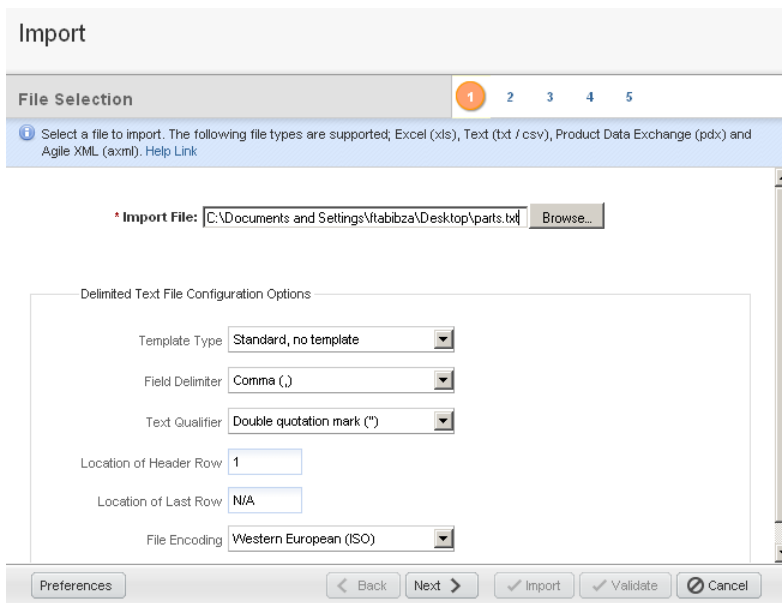 Import
File Selection
1 2 3 4 5
Select a file to import. The following file types are supported; Excel (xls), Text (txt / csv), Product Data Exchange (pdx) and
Agile XML (axml). Help Link
* Import File: C:\Documents and Settings\ftabibza\Desktop\parts.txt Browse...
Delimited Text File Configuration Options
Template Type Standard, no template
Field Delimiter Comma (,)
Text Qualifier Double quotation mark (")
Location of Header Row 1
Location of Last Row N/A
File Encoding Western European (ISO)
Preferences Back Next Import Validate Cancel